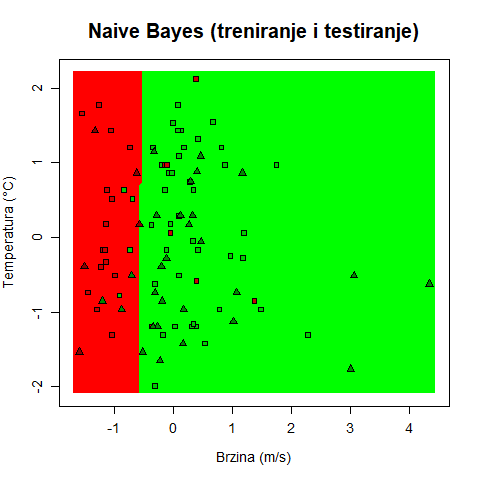 Naive Bayes (treniranje i testiranje)
Temperatura (°C)
2
1
0
-1
-2
-1 0 1 2 3 4
Brzina (m/s)